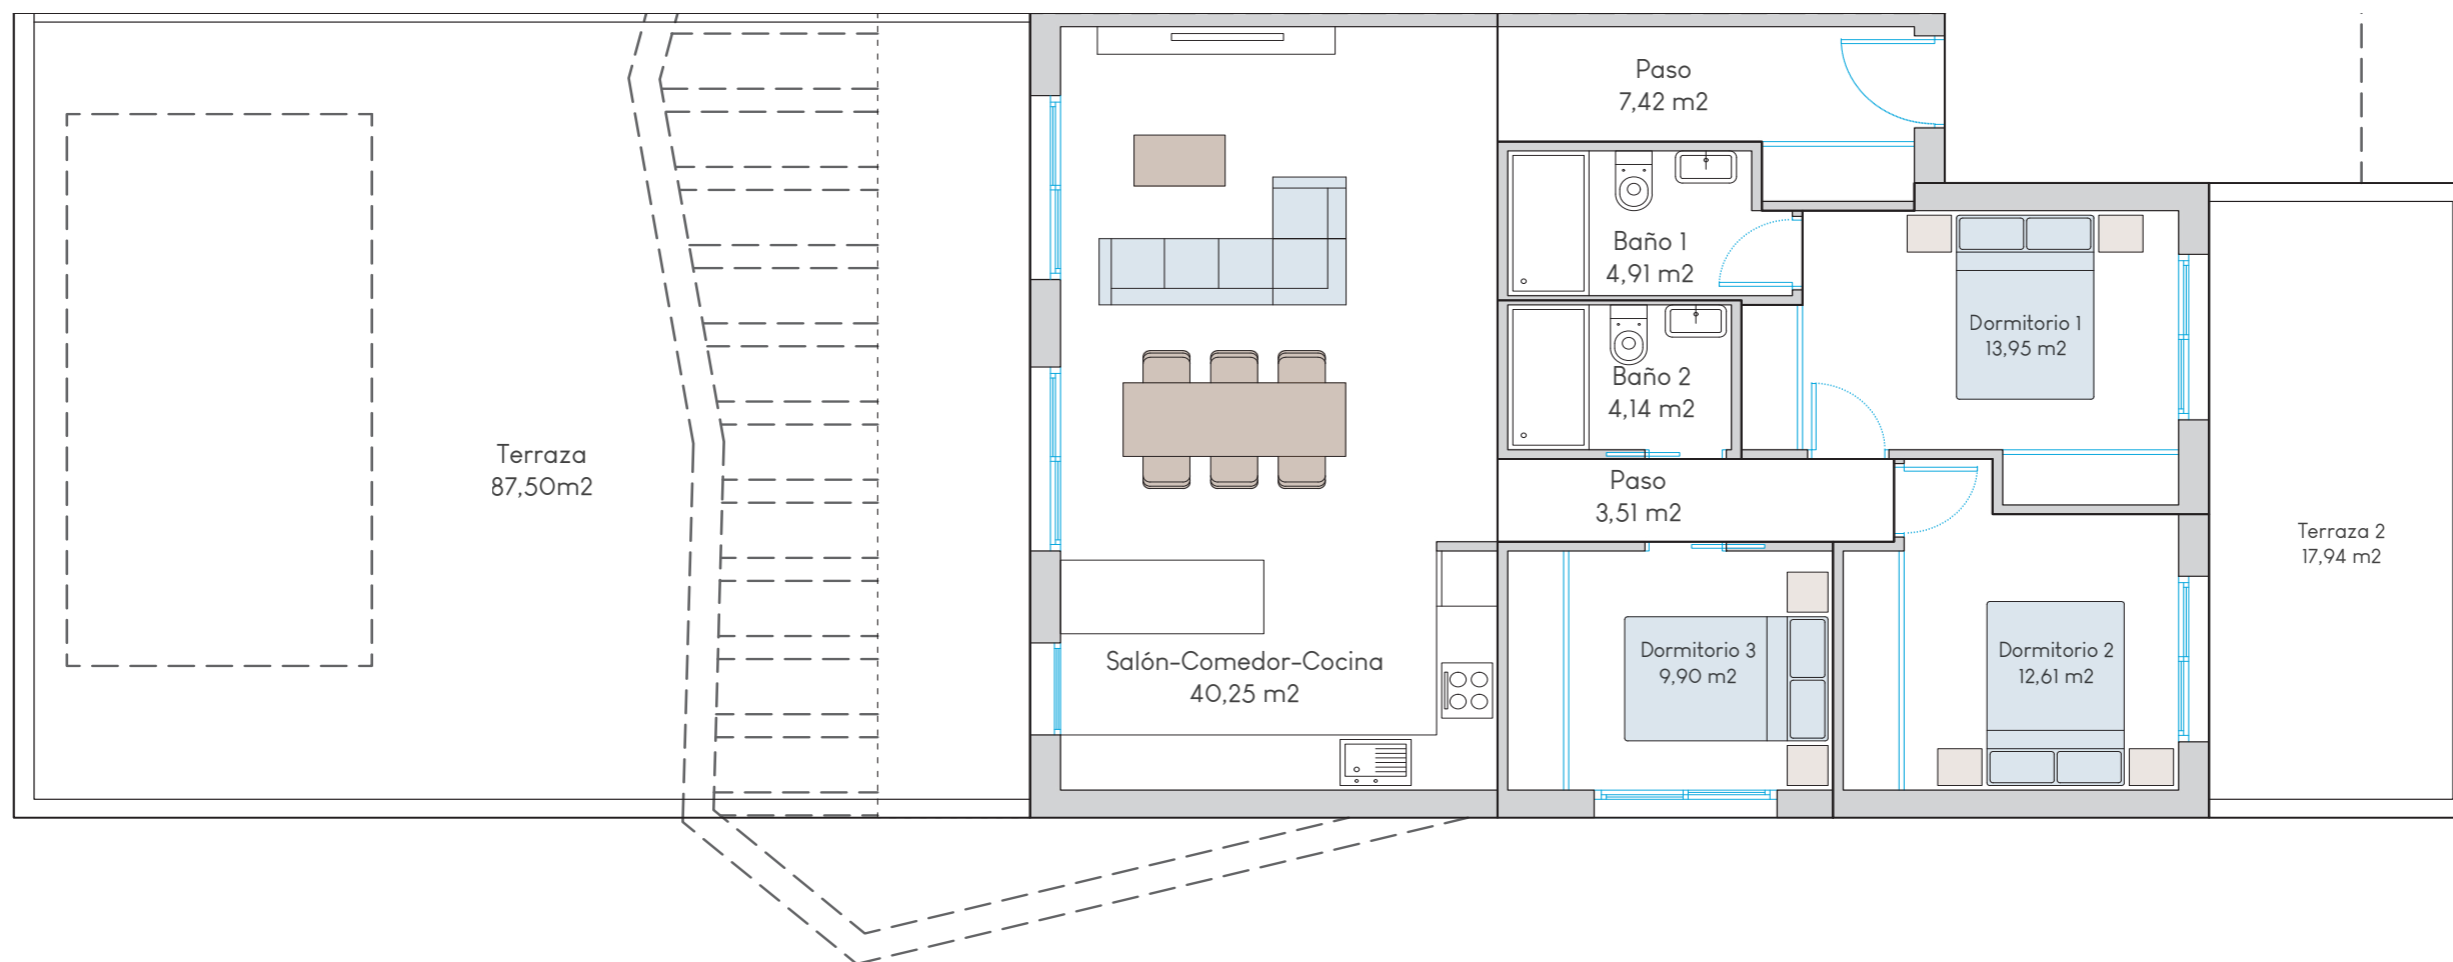 Paso
7,42 m2
Baño 1
4,91 m2
Dormitorio 1
13,95 m2
Baño 2
4,14 m2
Terraza
87,50m2
Paso
3,51 m2
Terraza 2
17,94 m2
Salón-Comedor-Cocina
40,25 m2
Dormitorio 3
9,90 m2
Dormitorio 2
12,61 m2